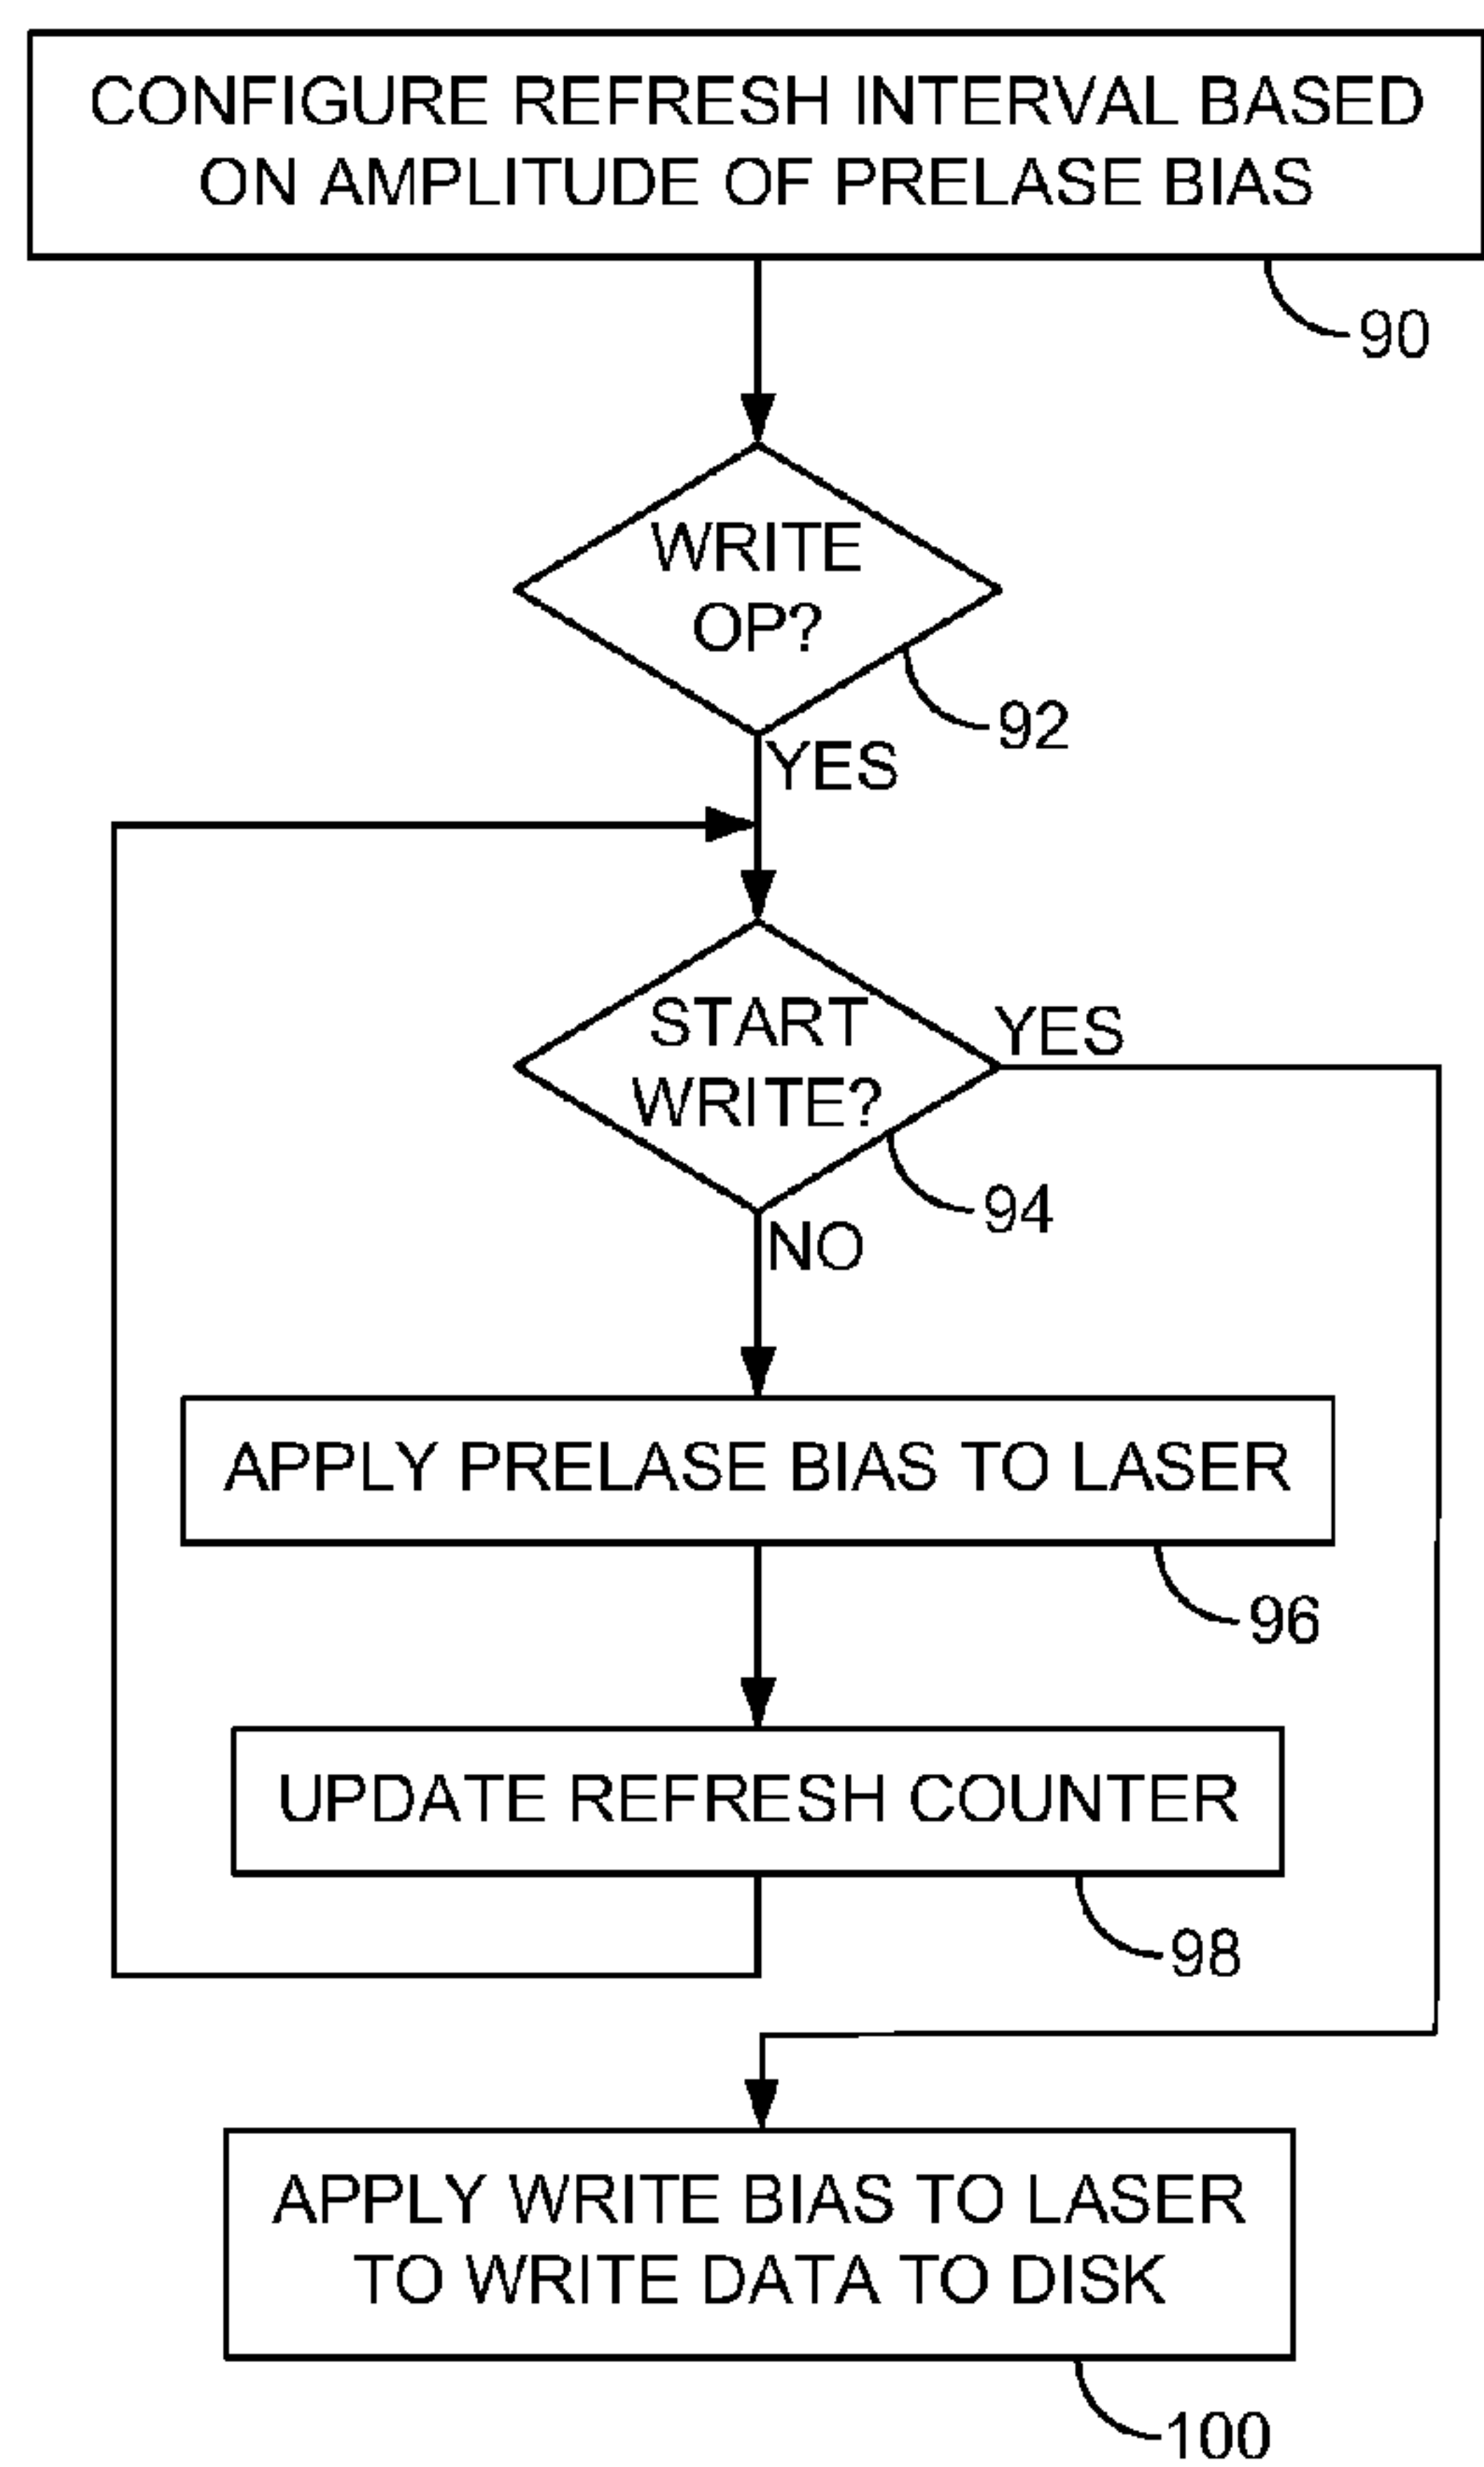 CONFIGURE REFRESH INTERVAL BASED
ON AMPLITUDE OF PRELASE BIAS
90
WRITE
OP?
92
YES
START
WRITE?
YES
94
NO
APPLY PRELASE BIAS TO LASER
96
UPDATE REFRESH COUNTER
98
APPLY WRITE BIAS TO LASER
TO WRITE DATA TO DISK
100